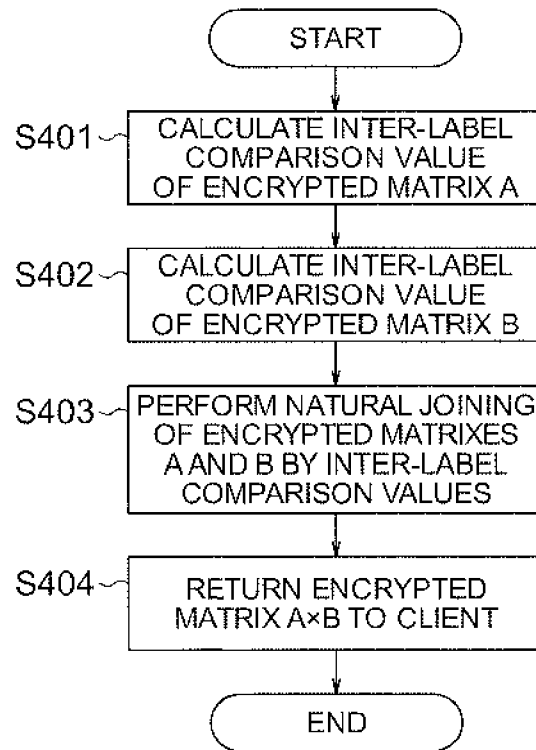 START
S401
CALCULATE INTER-LABEL
COMPARISON VALUE
OF ENCRYPTED MATRIX A
S402
CALCULATE INTER-LABEL
COMPARISON VALUE
OF ENCRYPTED MATRIX B
S403
PERFORM NATURAL JOINING
OF ENCRYPTED MATRIXES
A AND B BY INTER-LABEL
COMPARISON VALUES
S404
RETURN ENCRYPTED
MATRIX A×B TO CLIENT
END